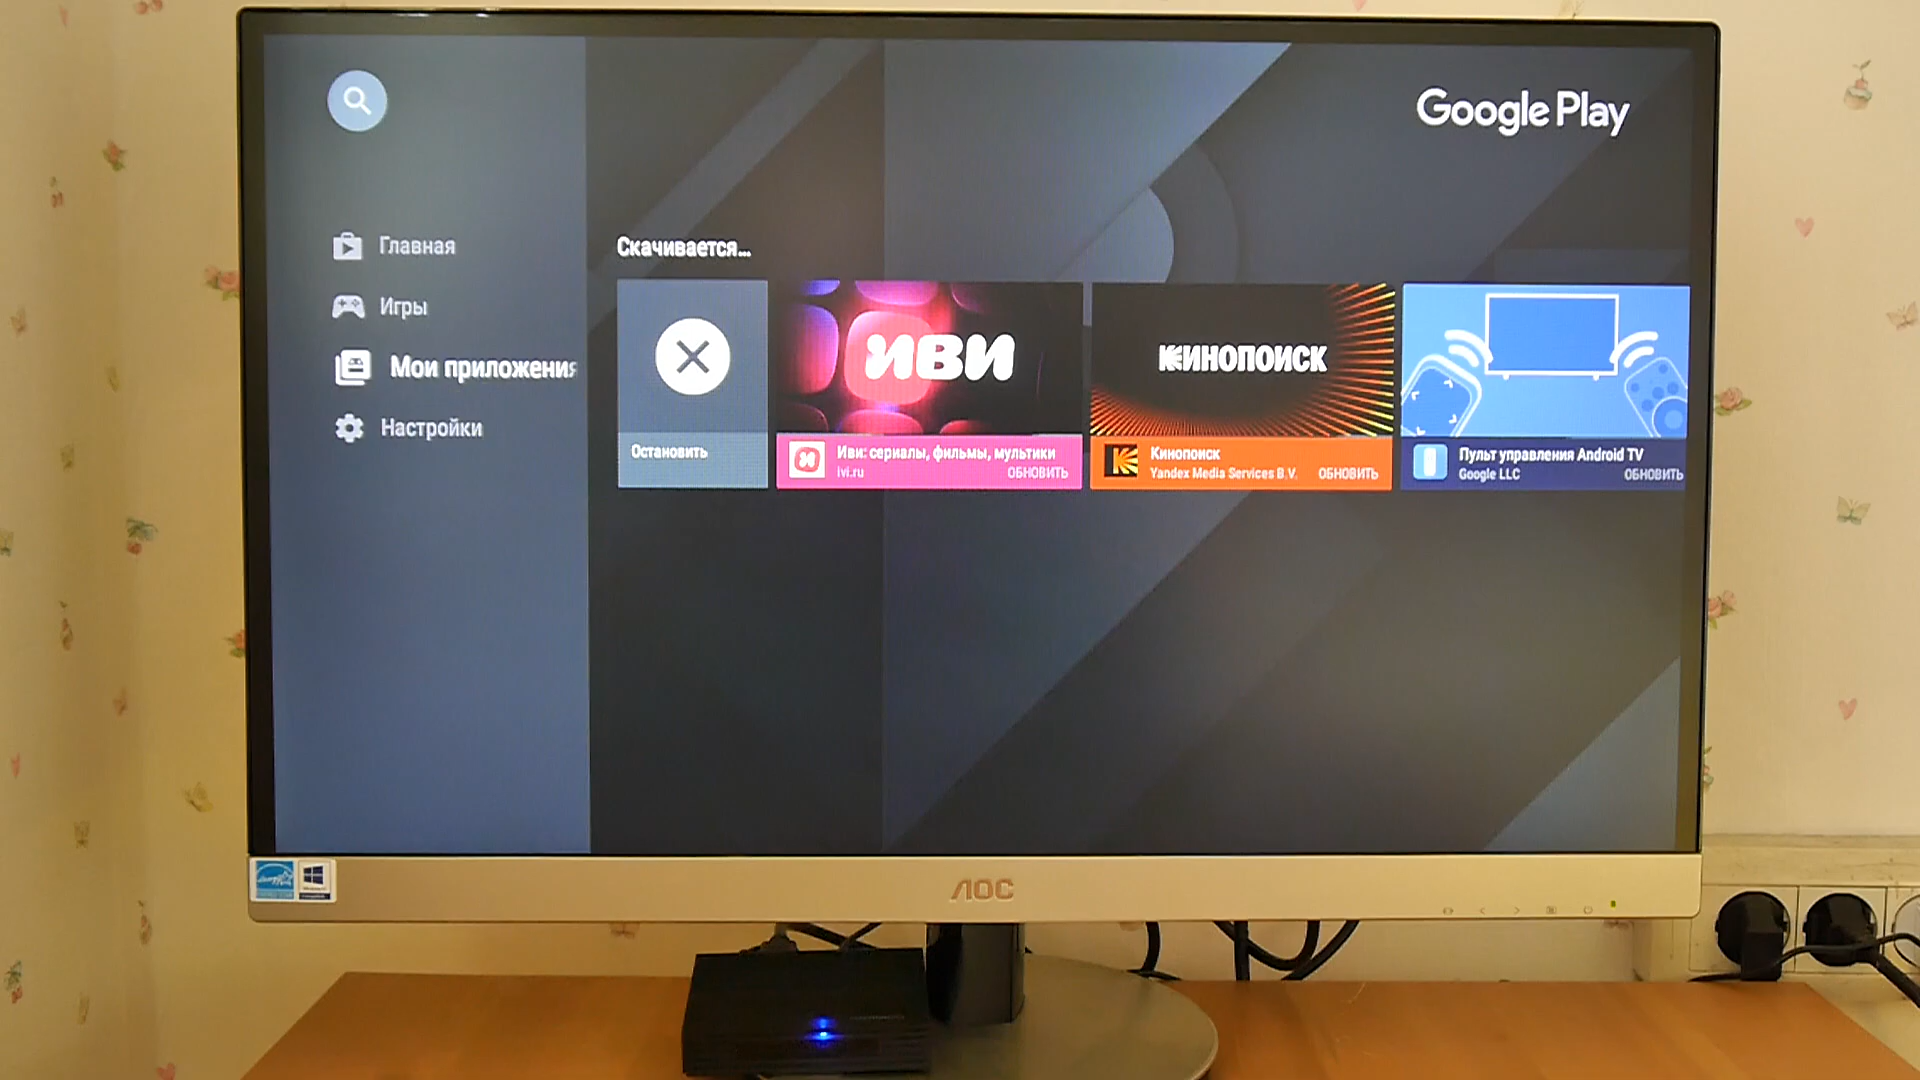 Google Play
Главная
Игры
Мои приложения
Настройки
Скачивается...
Остановить
ИВИ
Иви: сериалы, фильмы, мультики
ivi.ru
ОБНОВИТЬ
КИНОПОИСК
Кинопоиск
Yandex Media Services B.V.
ОБНОВИТЬ
Пульт управления Android TV
Google LLC
ОБНОВИТЬ
AOC